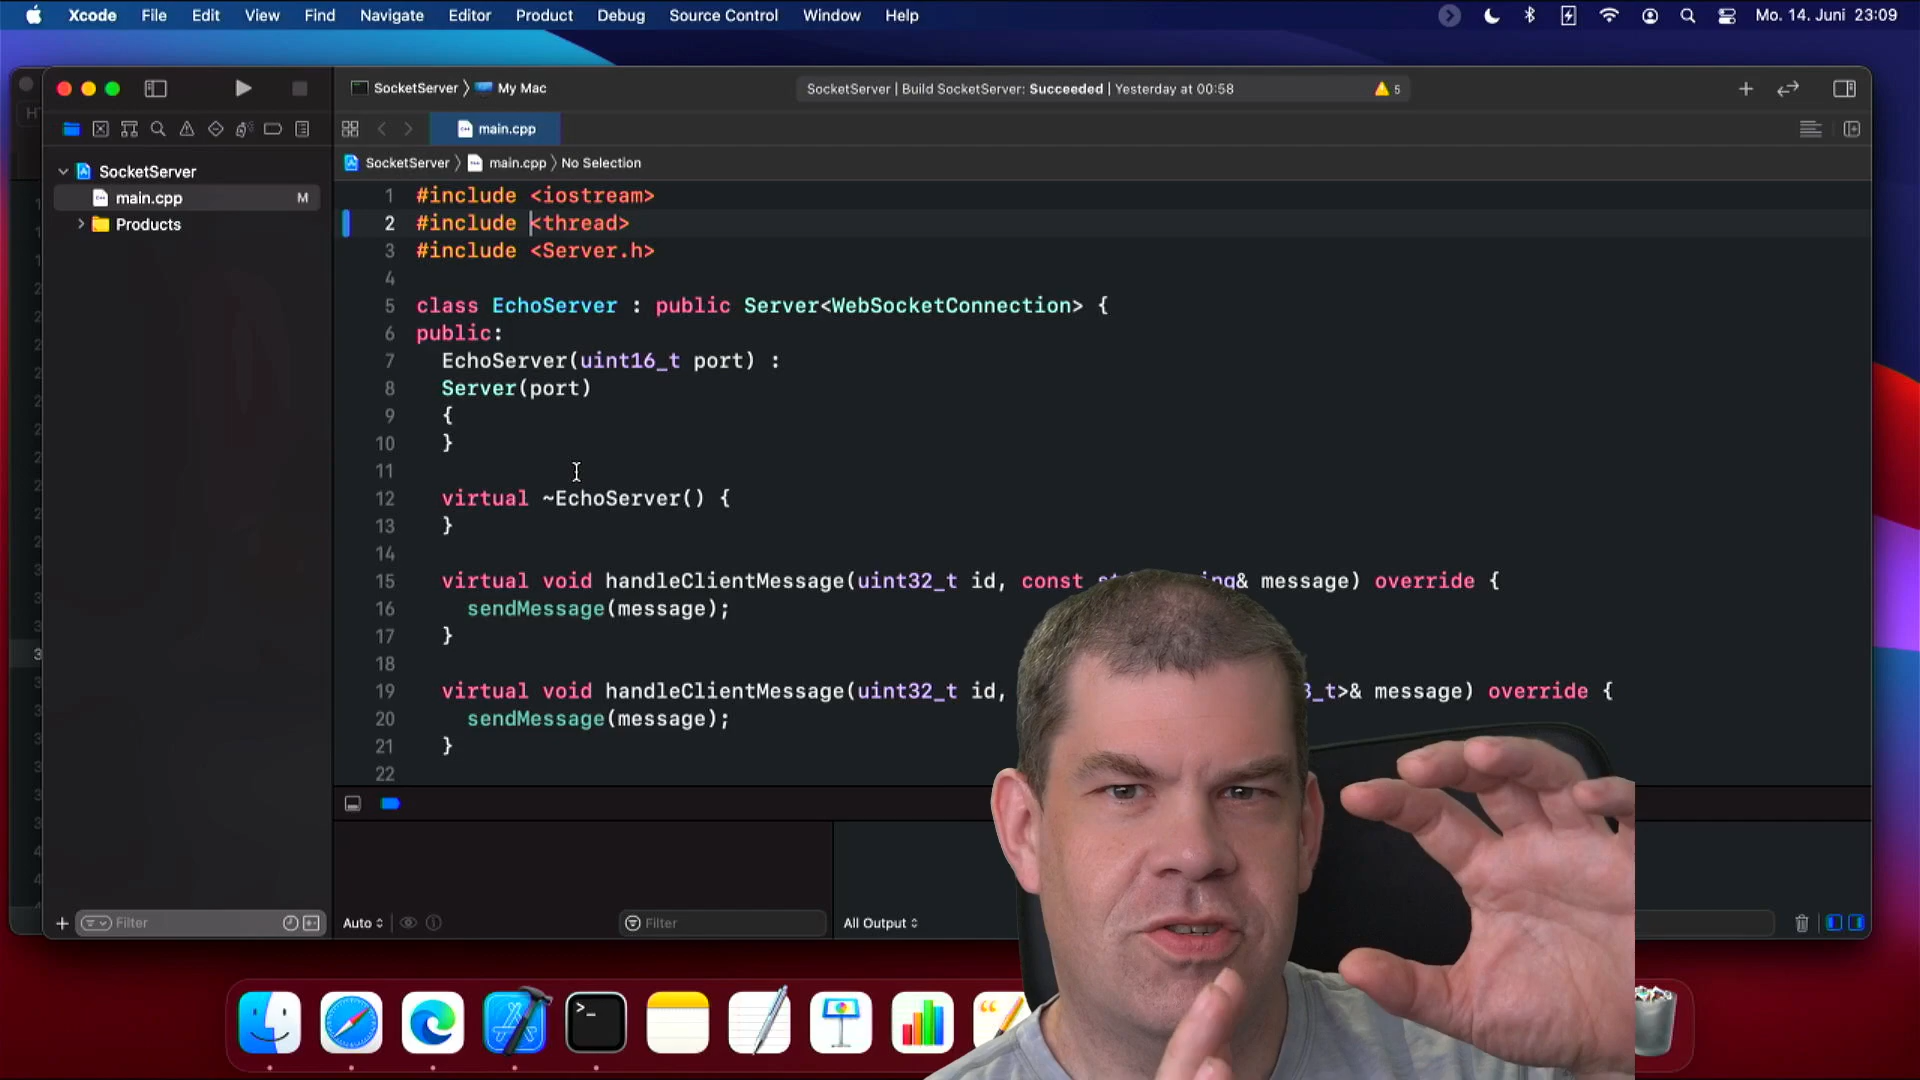 Xcode File Edit View Find Navigate Editor Product Debug Source Control Window Help Mo. 14. Juni 23:09
SocketServer My Mac SocketServer | Build SocketServer: Succeeded | Yesterday at 00:58 5
main.cpp
SocketServer main.cpp No Selection
SocketServer
main.cpp M
Products
1 #include <iostream>
2 #include <thread>
3 #include <Server.h>
4
5 class EchoServer : public Server<WebSocketConnection> {
6 public:
7 EchoServer(uint16_t port) :
8 Server(port)
9 {
10 }
11
12 virtual ~EchoServer() {
13 }
14
15 virtual void handleClientMessage(uint32_t id, const & message) override {
16 sendMessage(message);
17 }
18
19 virtual void handleClientMessage(uint32_t id, _t>& message) override {
20 sendMessage(message);
21 }
22
Filter Auto Filter All Output